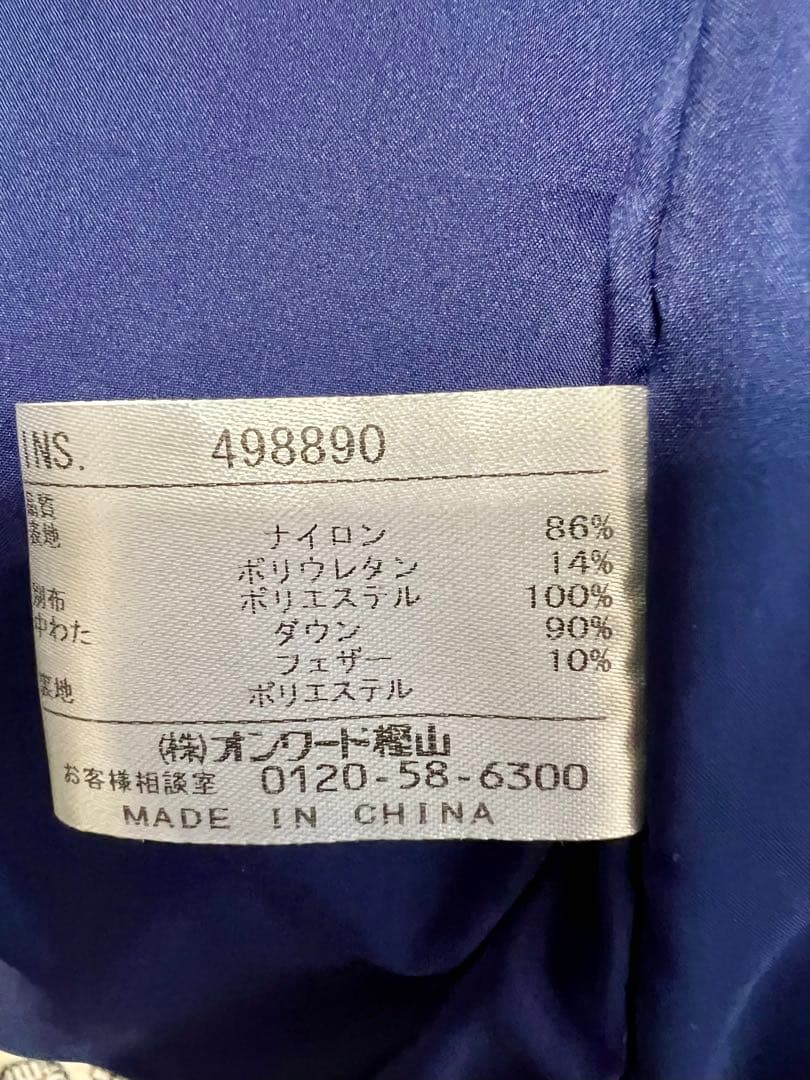 INS. 498890
品質
表地 ナイロン 86%
ポリウレタン 14%
別布 ポリエステル 100%
中わた ダウン 90%
フェザー 10%
裏地 ポリエステル
(株)オンワード樫山
お客様相談室 0120-58-6300
MADE IN CHINA